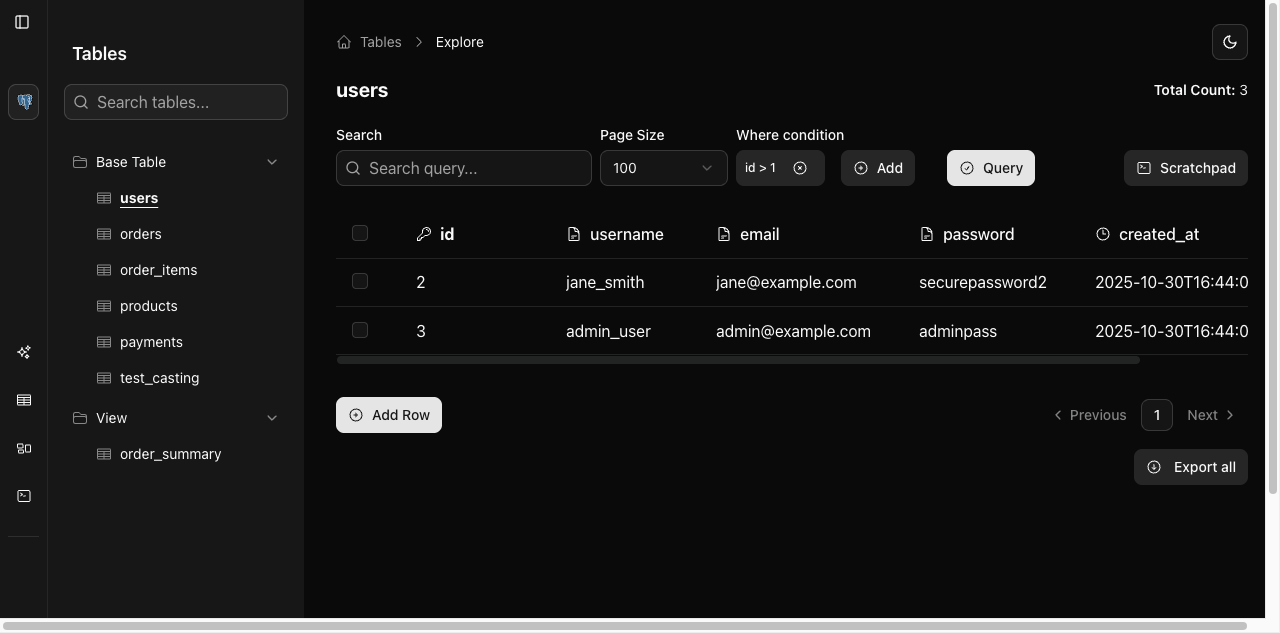 Tables
Search tables...
Base Table
users
orders
order_items
products
payments
test_casting
View
order_summary
Tables > Explore
users
Total Count: 3
Search
Page Size
Where condition
Search query...
100
id > 1
Add
Query
Scratchpad
id username email password created_at
2 jane_smith jane@example.com securepassword2 2025-10-30T16:44:0
3 admin_user admin@example.com adminpass 2025-10-30T16:44:0
Add Row
Previous 1 Next
Export all